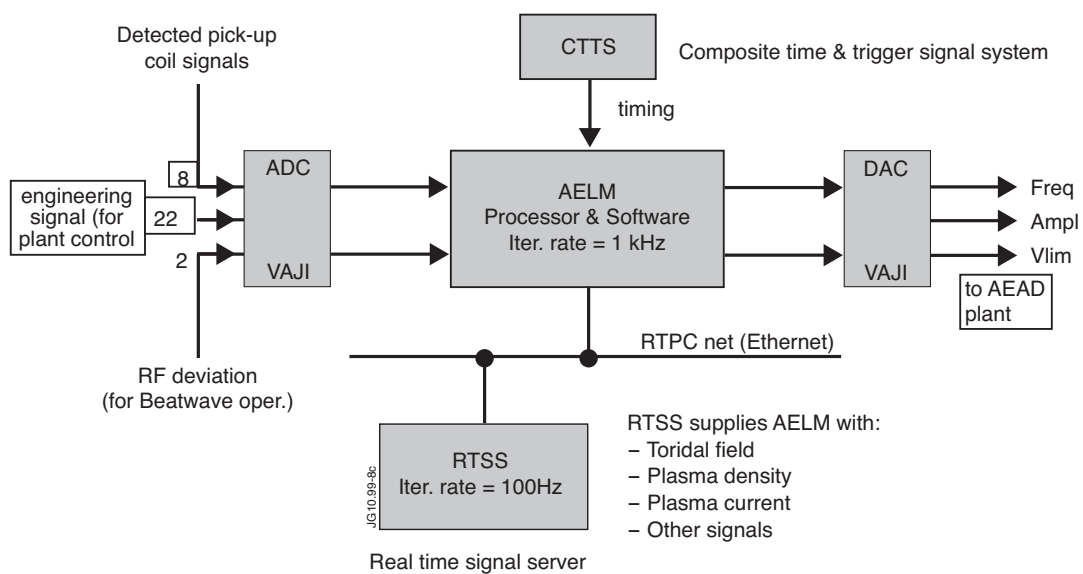 Detected pick-up
coil signals
CTTS
Composite time & trigger signal system
timing
8
engineering
signal (for
plant control
22
2
ADC
VAJI
AELM
Processor & Software
Iter. rate = 1 kHz
DAC
VAJI
Freq
Ampl
Vlim
to AEAD
plant
RF deviation
(for Beatwave oper.)
RTPC net (Ethernet)
RTSS
Iter. rate = 100Hz
JG10.99-8c
Real time signal server
RTSS supplies AELM with:
– Toridal field
– Plasma density
– Plasma current
– Other signals